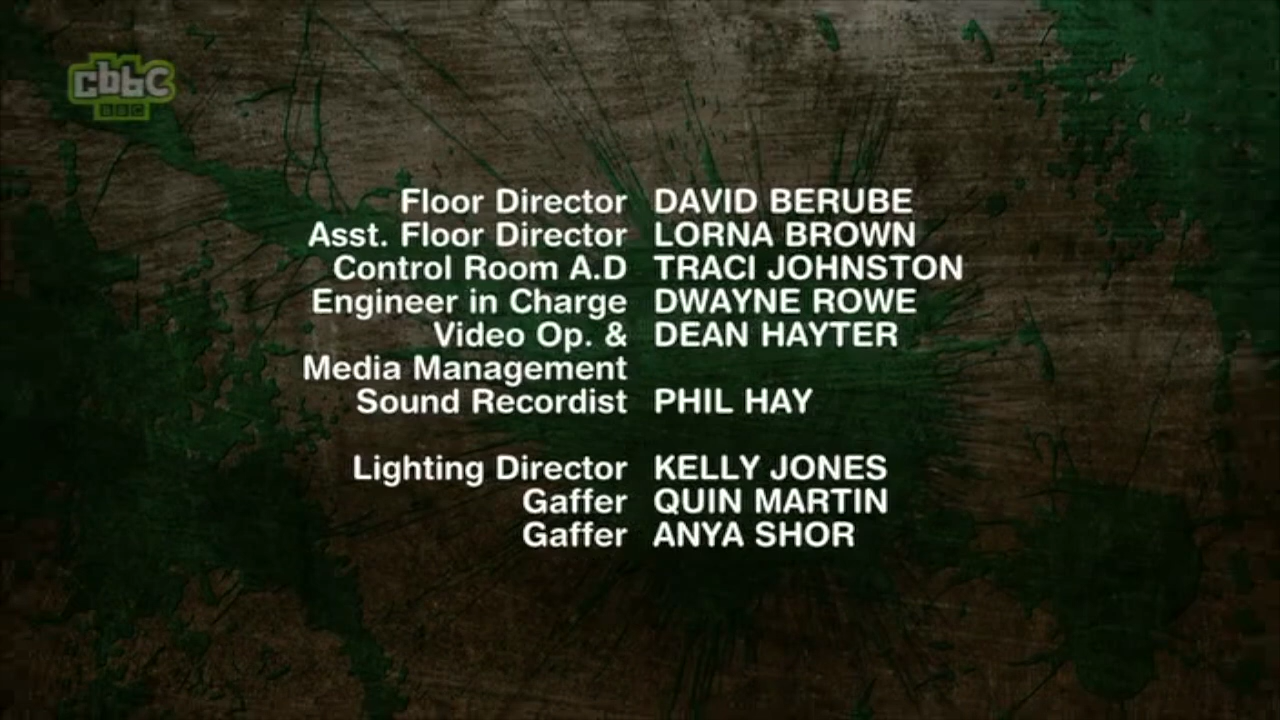 cbbc
BBC
Floor Director DAVID BERUBE
Asst. Floor Director LORNA BROWN
Control Room A.D TRACI JOHNSTON
Engineer in Charge DWAYNE ROWE
Video Op. & DEAN HAYTER
Media Management
Sound Recordist PHIL HAY
Lighting Director KELLY JONES
Gaffer QUIN MARTIN
Gaffer ANYA SHOR